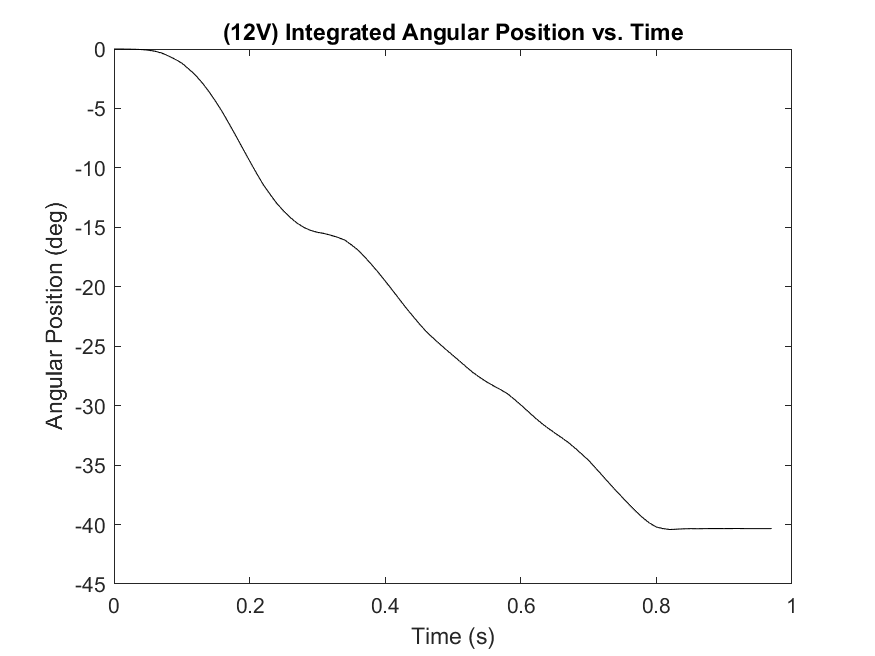 (12V) Integrated Angular Position vs. Time
0
-5
-10
-15
-20
-25
-30
-35
-40
-45
Angular Position (deg)
0 0.2 0.4 0.6 0.8 1
Time (s)